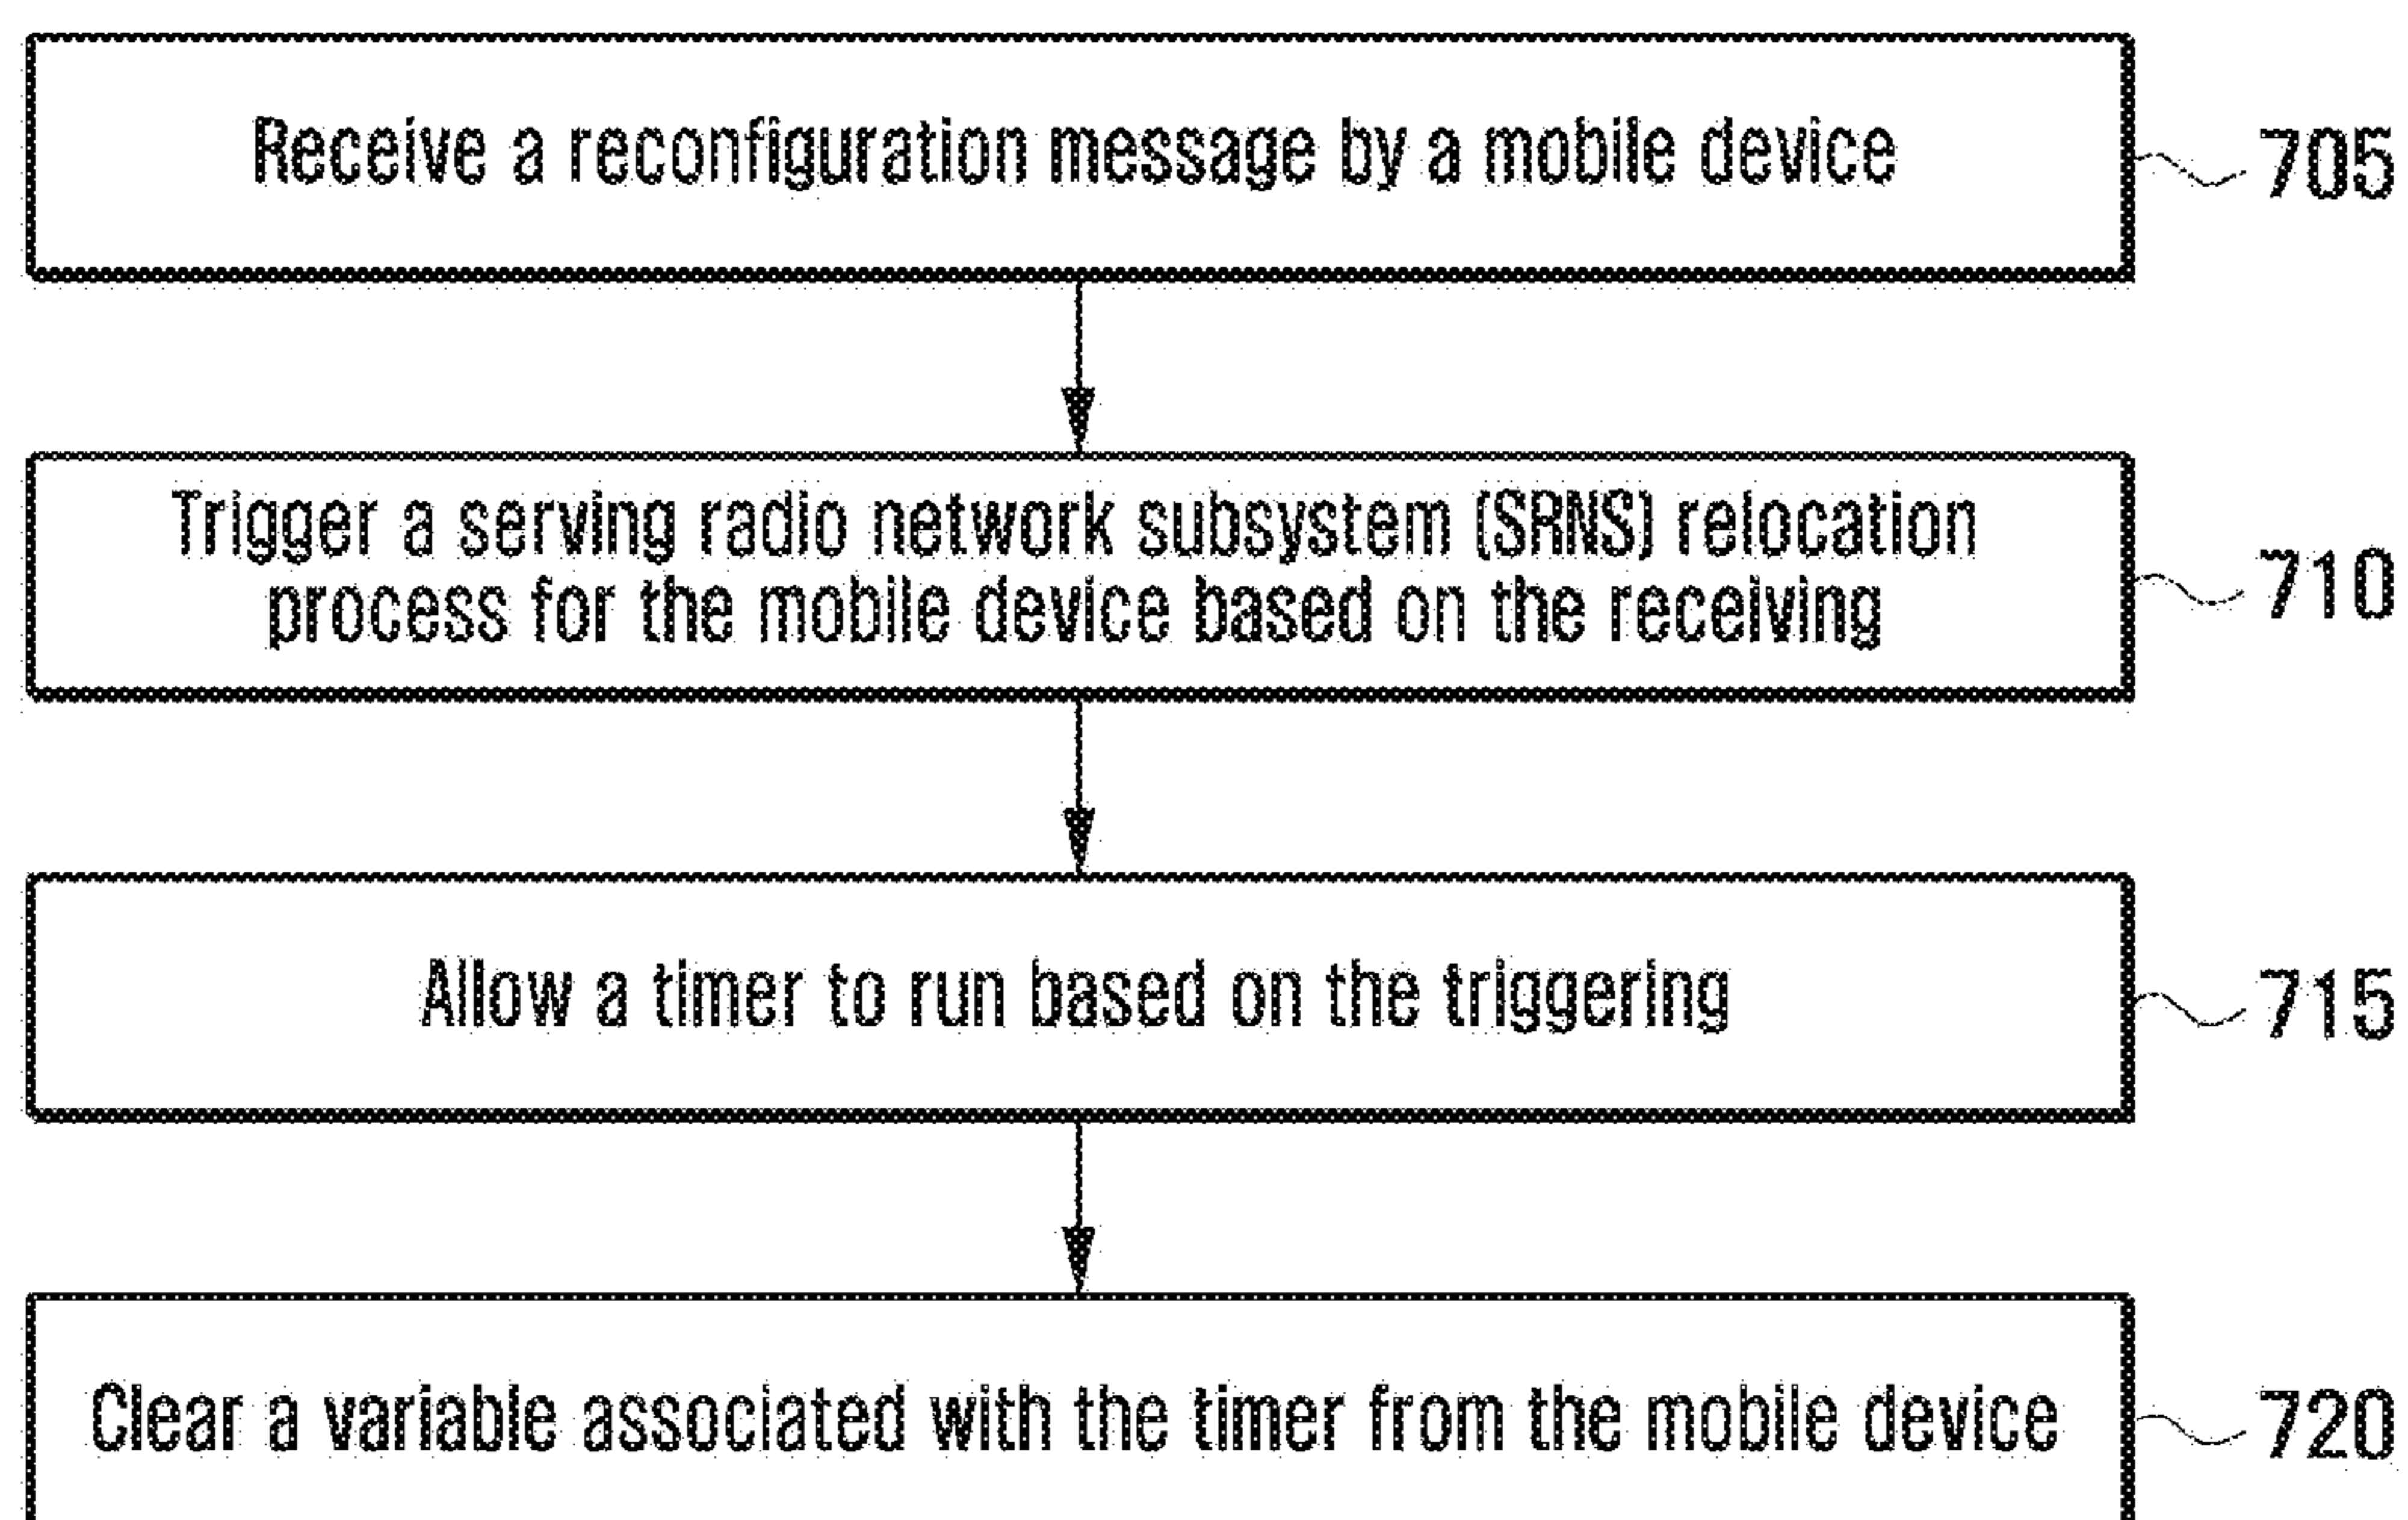 Receive a reconfiguration message by a mobile device
705
Trigger a serving radio network subsystem (SRNS) relocation
process for the mobile device based on the receiving
710
Allow a timer to run based on the triggering
715
Clear a variable associated with the timer from the mobile device
720